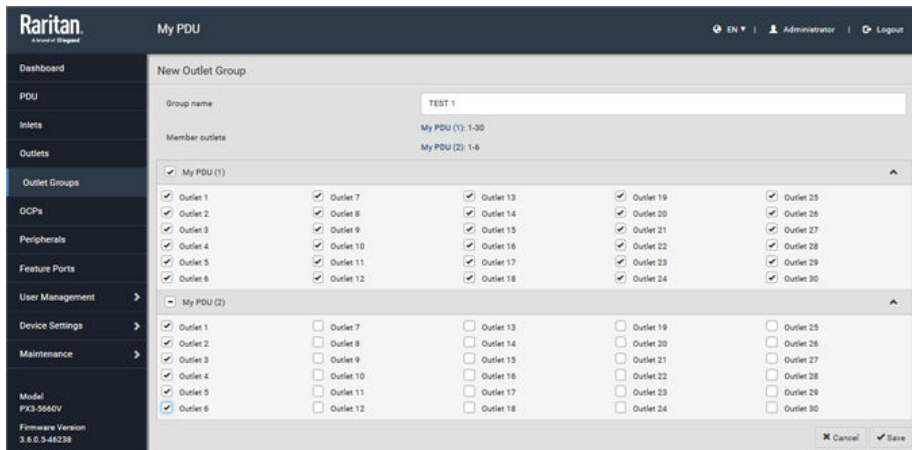 Raritan.
A brand of legrand
My PDU
EN
Administrator
Logout
Dashboard
PDU
Inlets
Outlets
Outlet Groups
OCPs
Peripherals
Feature Ports
User Management
Device Settings
Maintenance
Model
PX3-5660V
Firmware Version
3.6.0.5-46238
New Outlet Group
Group name
TEST 1
Member outlets
My PDU (1): 1-30
My PDU (2): 1-6
My PDU (1)
Outlet 1 Outlet 7 Outlet 13 Outlet 19 Outlet 25
Outlet 2 Outlet 8 Outlet 14 Outlet 20 Outlet 26
Outlet 3 Outlet 9 Outlet 15 Outlet 21 Outlet 27
Outlet 4 Outlet 10 Outlet 16 Outlet 22 Outlet 28
Outlet 5 Outlet 11 Outlet 17 Outlet 23 Outlet 29
Outlet 6 Outlet 12 Outlet 18 Outlet 24 Outlet 30
My PDU (2)
Outlet 1 Outlet 7 Outlet 13 Outlet 19 Outlet 25
Outlet 2 Outlet 8 Outlet 14 Outlet 20 Outlet 26
Outlet 3 Outlet 9 Outlet 15 Outlet 21 Outlet 27
Outlet 4 Outlet 10 Outlet 16 Outlet 22 Outlet 28
Outlet 5 Outlet 11 Outlet 17 Outlet 23 Outlet 29
Outlet 6 Outlet 12 Outlet 18 Outlet 24 Outlet 30
Cancel Save